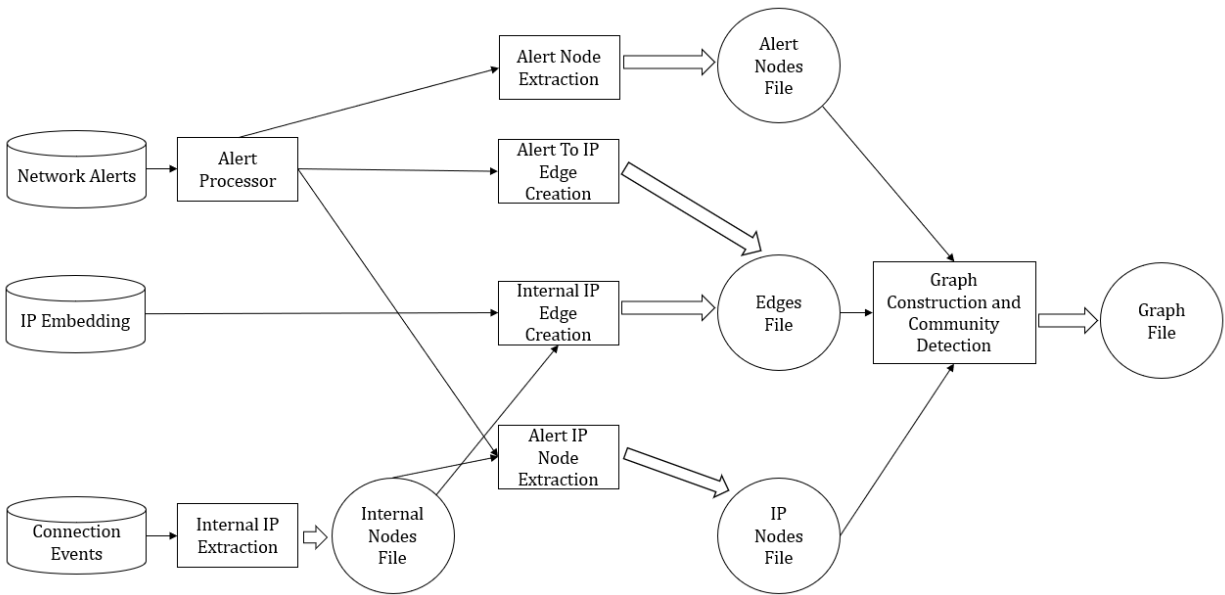 Alert Node
Extraction
Alert
Nodes
File
Network Alerts
Alert
Processor
Alert To IP
Edge
Creation
IP Embedding
Internal IP
Edge
Creation
Edges
File
Graph
Construction and
Community
Detection
Graph
File
Alert IP
Node
Extraction
Connection
Events
Internal IP
Extraction
Internal
Nodes
File
IP
Nodes
File